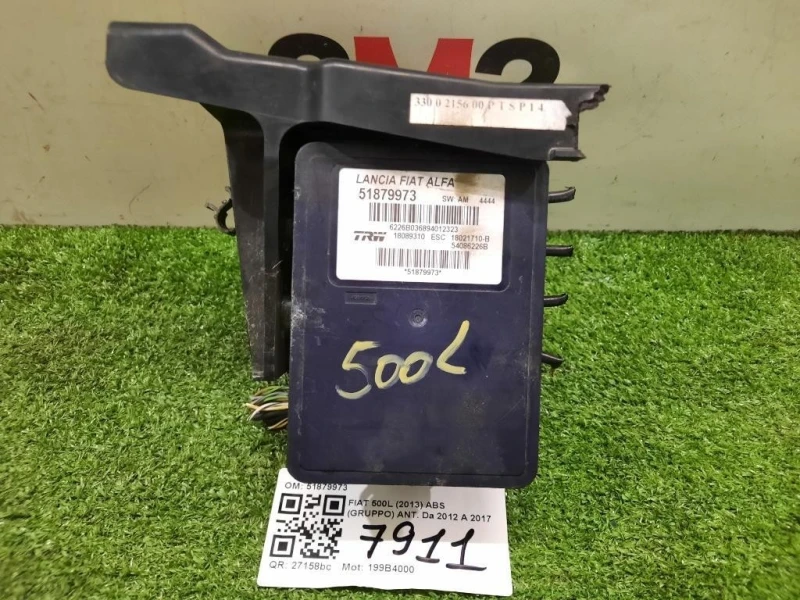 330 0 2156 00 P T S P 1 4
LANCIA FIAT ALFA
51879973 SW AM 4444
6226B036894012323
TRW 18089310 ESC 18021710-B
54086226B
*51879973*
500L
OM: 51879973
FIAT 500L (2013) ABS
(GRUPPO) ANT. Da 2012 A 2017
7911
QR: 27158bc Mot: 199B4000